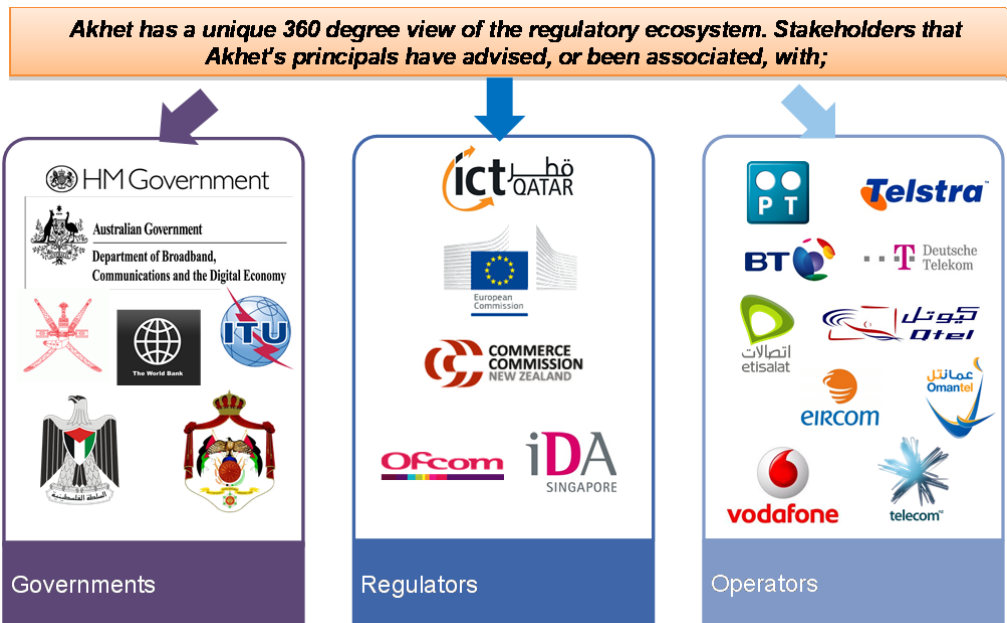 Akhet has a unique 360 degree view of the regulatory ecosystem. Stakeholders that
Akhet's principals have advised, or been associated, with;
HM Government
Australian Government
Department of Broadband,
Communications and the Digital Economy
ITU
The World Bank
السلطة الفلسطينية
Governments
ict قطر
QATAR
European
Commission
COMMERCE
COMMISSION
NEW ZEALAND
Ofcom
iDA
SINGAPORE
Regulators
PT
Telstra
BT
T Deutsche
Telekom
اتصالات
etisalat
كيوتل
Qtel
eircom
عمانتل
Omantel
vodafone
telecom
Operators